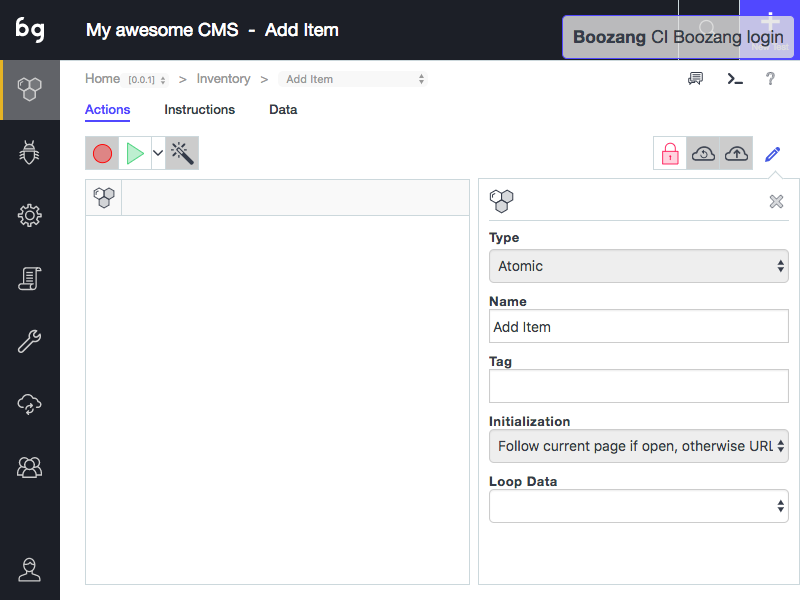 bg
My awesome CMS - Add Item
Boozang CI Boozang login
Home [0.0.1] > Inventory > Add Item
?
Actions Instructions Data
1
Type
Atomic
Name
Add Item
Tag
Initialization
Follow current page if open, otherwise URL
Loop Data